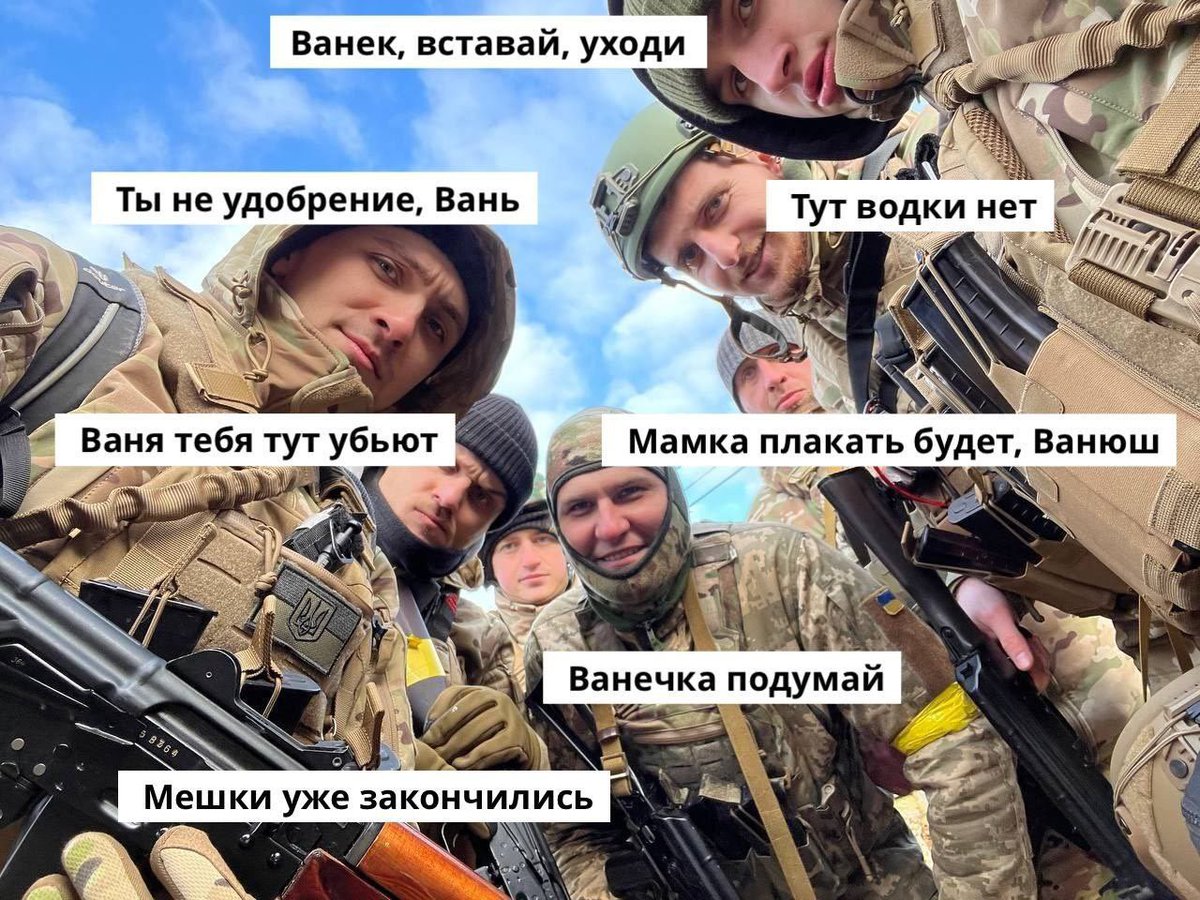 Ванек, вставай, уходи
Ты не удобрение, Вань
Тут водки нет
Ваня тебя тут убьют
Мамка плакать будет, Ванюш
Ванечка подумай
58364
Мешки уже закончились